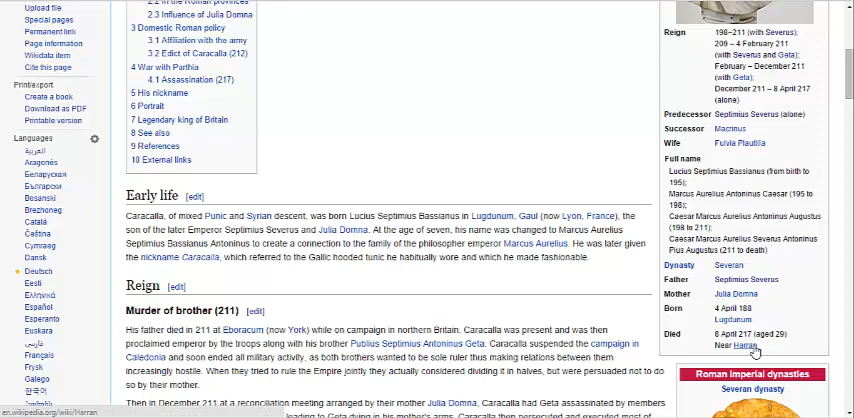 Upload file
Special pages
Permanent link
Page information
Wikidata item
Cite this page
Print/export
Create a book
Download as PDF
Printable version
Languages
العربية
Aragonés
Беларуская
Български
Bosanski
Brezhoneg
Català
Čeština
Cymraeg
Dansk
Deutsch
Eesti
Ελληνικά
Español
Esperanto
Euskara
فارسی
Français
Frysk
Galego
한국어
en.wikipedia.org/wiki/Harran
2.3 Influence of Julia Domna
3 Domestic Roman policy
3.1 Affiliation with the army
3.2 Edict of Caracalla (212)
4 War with Parthia
4.1 Assassination (217)
5 His nickname
6 Portrait
7 Legendary king of Britain
8 See also
9 References
10 External links
Early life [edit]
Caracalla, of mixed Punic and Syrian descent, was born Lucius Septimius Bassianus in Lugdunum, Gaul (now Lyon, France), the
son of the later Emperor Septimius Severus and Julia Domna. At the age of seven, his name was changed to Marcus Aurelius
Septimius Bassianus Antoninus to create a connection to the family of the philosopher emperor Marcus Aurelius. He was later given
the nickname Caracalla, which referred to the Gallic hooded tunic he habitually wore and which he made fashionable.
Reign [edit]
Murder of brother (211) [edit]
His father died in 211 at Eboracum (now York) while on campaign in northern Britain. Caracalla was present and was then
proclaimed emperor by the troops along with his brother Publius Septimius Antoninus Geta. Caracalla suspended the campaign in
Caledonia and soon ended all military activity, as both brothers wanted to be sole ruler thus making relations between them
increasingly hostile. When they tried to rule the Empire jointly they actually considered dividing it in halves, but were persuaded not to do
so by their mother.
Then in December 211 at a reconciliation meeting arranged by their mother Julia Domna, Caracalla had Geta assassinated by members
leading to Geta dying in his mother's arms. Caracalla then persecuted and executed most of
Reign 198–211 (with Severus);
209 – 4 February 211
(with Severus and Geta);
February – December 211
(with Geta);
December 211 – 8 April 217
(alone)
Predecessor Septimius Severus (alone)
Successor Macrinus
Wife Fulvia Plautilla
Full name
Lucius Septimius Bassianus (from birth to
195);
Marcus Aurelius Antoninus Caesar (195 to
198);
Caesar Marcus Aurelius Antoninus Augustus
(198 to 211);
Caesar Marcus Aurelius Severus Antoninus
Pius Augustus (211 to death)
Dynasty Severan
Father Septimius Severus
Mother Julia Domna
Born 4 April 188
Lugdunum
Died 8 April 217 (aged 29)
Near Harran
Roman imperial dynasties
Severan dynasty